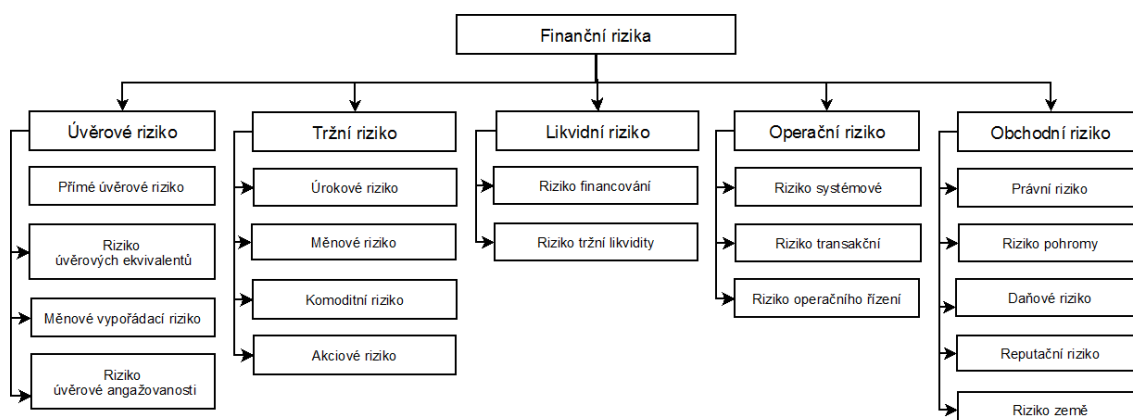 Finanční rizika
Úvěrové riziko
Přímé úvěrové riziko
Riziko
úvěrových ekvivalentů
Měnové vypořádací riziko
Riziko
úvěrové angažovanosti
Tržní riziko
Úrokové riziko
Měnové riziko
Komoditní riziko
Akciové riziko
Likvidní riziko
Riziko financování
Riziko tržní likvidity
Operační riziko
Riziko systémové
Riziko transakční
Riziko operačního řízení
Obchodní riziko
Právní riziko
Riziko pohromy
Daňové riziko
Reputační riziko
Riziko země